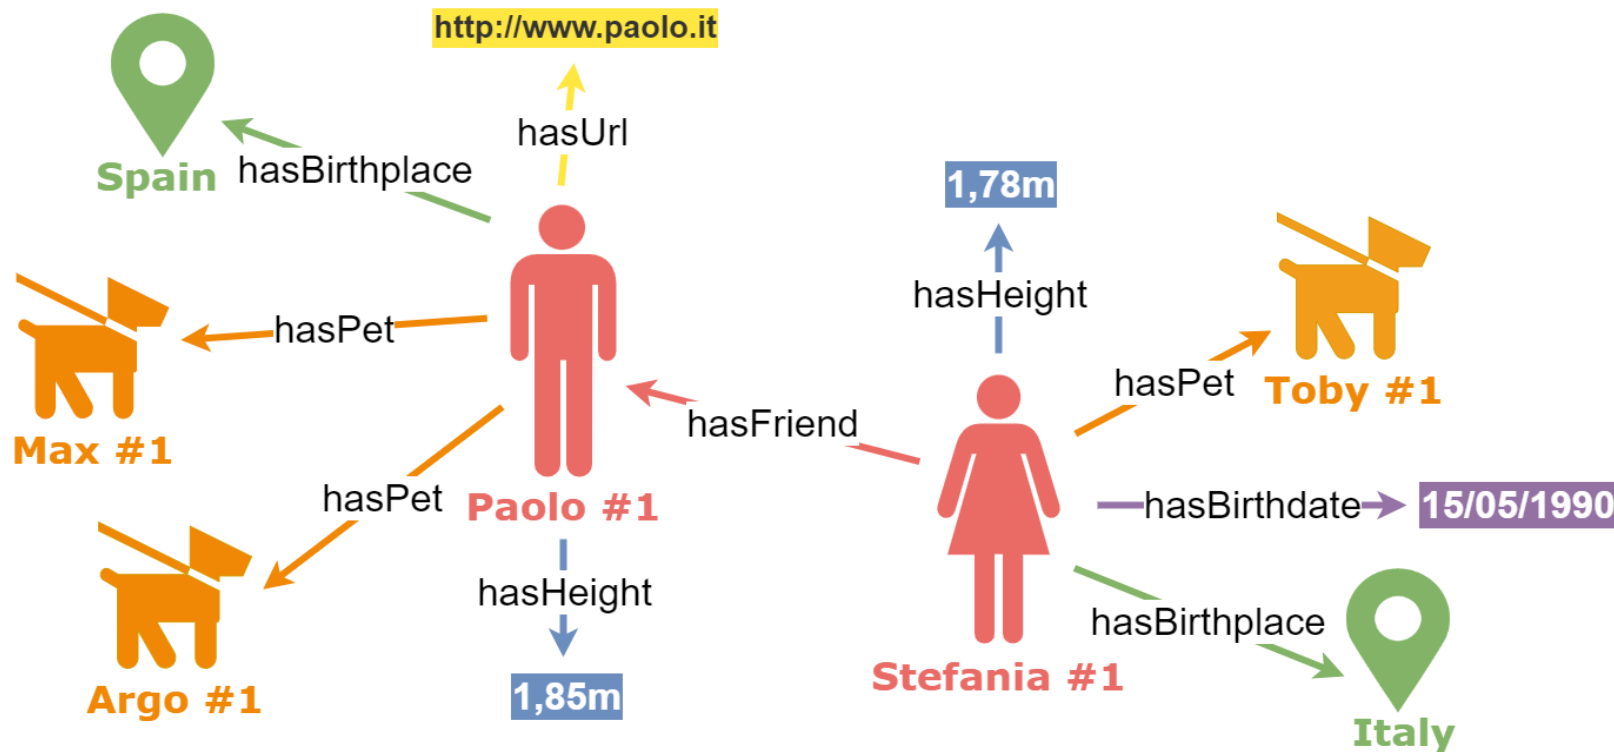 http://www.paolo.it
hasUrl
Spain
hasBirthplace
1,78m
hasHeight
hasPet
Max #1
hasPet
Toby #1
hasFriend
hasPet
Paolo #1
hasBirthdate
15/05/1990
hasHeight
hasBirthplace
Argo #1
1,85m
Stefania #1
Italy